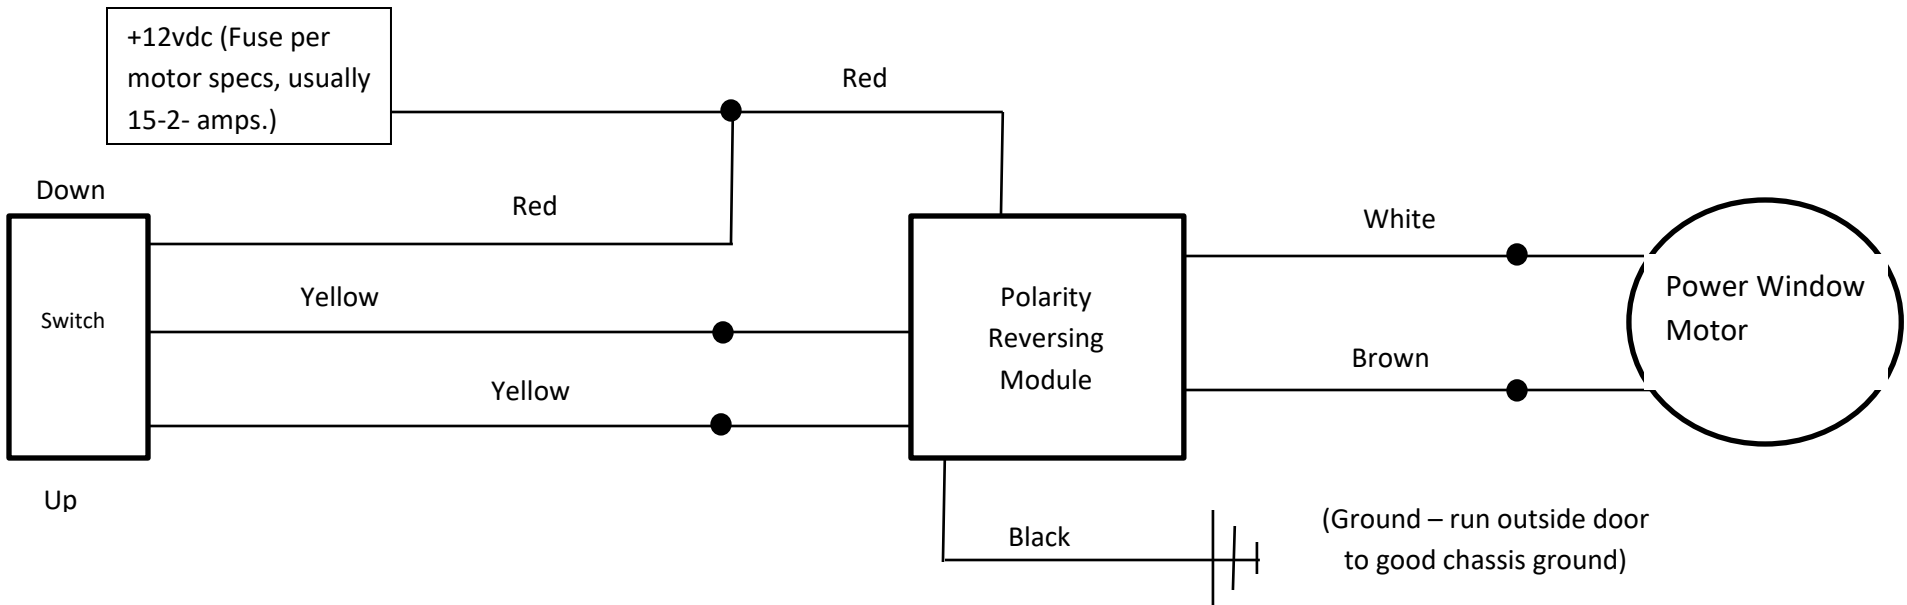 +12vdc (Fuse per
motor specs, usually
15-2- amps.)
Red
Down
Red
White
Yellow
Switch
Polarity
Reversing
Module
Power Window
Motor
Brown
Yellow
Up
Black
(Ground – run outside door
to good chassis ground)